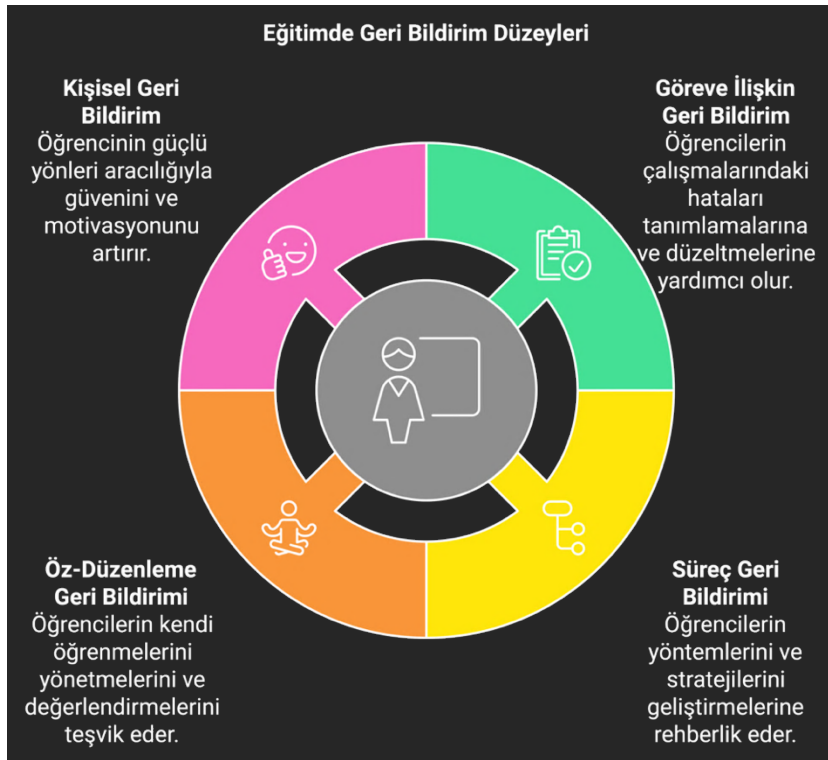 Eğitimde Geri Bildirim Düzeyleri
Kişisel Geri
Bildirim
Öğrencinin güçlü
yönleri aracılığıyla
güvenini ve
motivasyonunu
artırır.
Göreve İlişkin
Geri Bildirim
Öğrencilerin
çalışmalarındaki
hataları
tanımlamalarına
ve düzeltmelerine
yardımcı olur.
Öz-Düzenleme
Geri Bildirimi
Öğrencilerin kendi
öğrenmelerini
yönetmelerini ve
değerlendirmelerini
teşvik eder.
Süreç Geri
Bildirimi
Öğrencilerin
yöntemlerini ve
stratejilerini
geliştirmelerine
rehberlik eder.